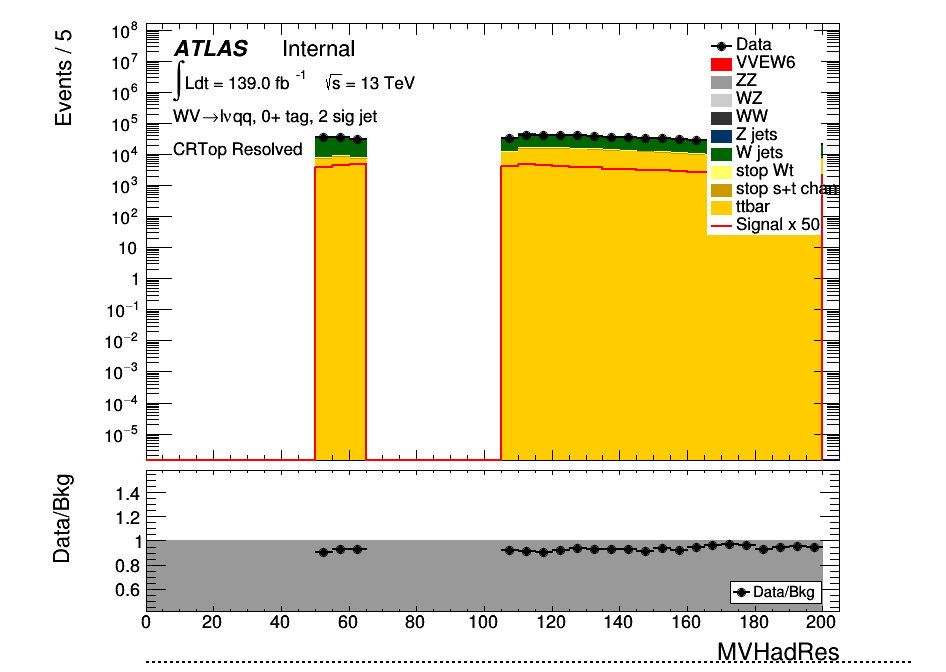 Events / 5
10⁸
10⁷
10⁶
10⁵
10⁴
10³
10²
10
1
10⁻¹
10⁻²
10⁻³
10⁻⁴
10⁻⁵
ATLAS Internal
∫Ldt = 139.0 fb⁻¹ √s = 13 TeV
WV→lνqq, 0+ tag, 2 sig jet
CRTop Resolved
Data
VVEW6
ZZ
WZ
WW
Z jets
W jets
stop Wt
stop s+t chan
ttbar
Signal x 50
Data/Bkg
1.4
1.2
1
0.8
0.6
Data/Bkg
0 20 40 60 80 100 120 140 160 180 200
MVHadRes